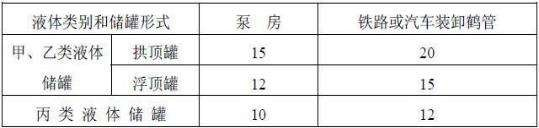 液体类别和储罐形式 泵 房 铁路或汽车装卸鹤管
甲、乙类液体 拱顶罐 15 20
储罐 浮顶罐 12 15
丙 类 液 体 储 罐 10 12